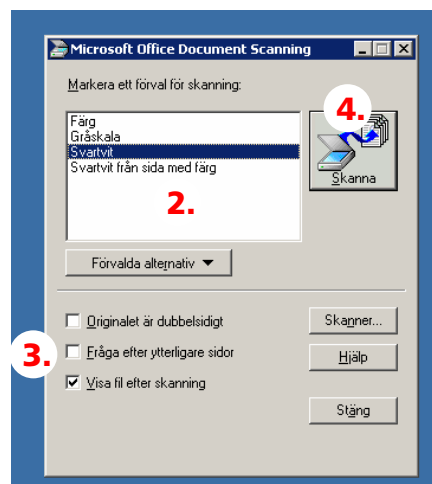 Microsoft Office Document Scanning
Markera ett förval för skanning:
4.
Färg
Gråskala
Svartvit
Svartvit från sida med färg
Skanna
2.
Förvalda alternativ
Originalet är dubbelsidigt
Skanner...
3.
Fråga efter ytterligare sidor
Hjälp
Visa fil efter skanning
Stäng